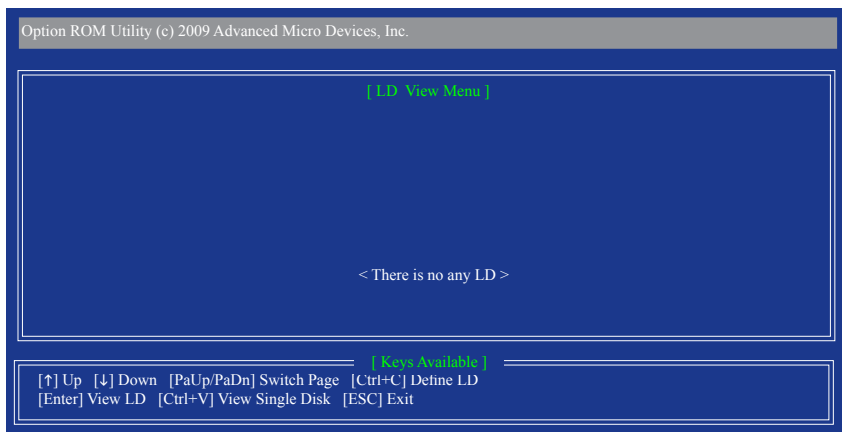 Option ROM Utility (c) 2009 Advanced Micro Devices, Inc.
[ LD  View Menu ]
< There is no any LD >
[ Keys Available ]
[↑] Up   [↓] Down   [PaUp/PaDn] Switch Page   [Ctrl+C] Define LD
[Enter] View LD   [Ctrl+V] View Single Disk   [ESC] Exit